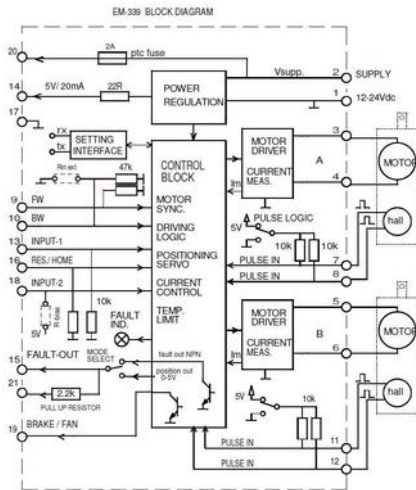 EM-339 BLOCK DIAGRAM
20
2A
ptc fuse
14
5V/ 20mA
22R
POWER
REGULATION
Vsupp.
2
SUPPLY
1
12-24Vdc
17
rx
tx
SETTING
INTERFACE
Rn ext
47k
CONTROL
BLOCK
MOTOR
SYNC.
DRIVING
LOGIC
POSITIONING
SERVO
CURRENT
CONTROL
TEMP.
LIMIT
9
FW
10
BW
13
INPUT-1
16
RES/ HOME
18
INPUT-2
R bias
5V
10k
FAULT
IND.
15
FAULT-OUT
MODE
SELECT
fault out NPN
position out
0-5V
21
2.2k
PULL UP RESISTOR
19
BRAKE / FAN
MOTOR
DRIVER
CURRENT
MEAS.
A
Im
3
4
MOTOR
5V
PULSE LOGIC
10k
10k
hall
PULSE IN
7
PULSE IN
8
MOTOR
DRIVER
CURRENT
MEAS.
B
Im
5
6
MOTOR
5V
10k
hall
PULSE IN
11
PULSE IN
12